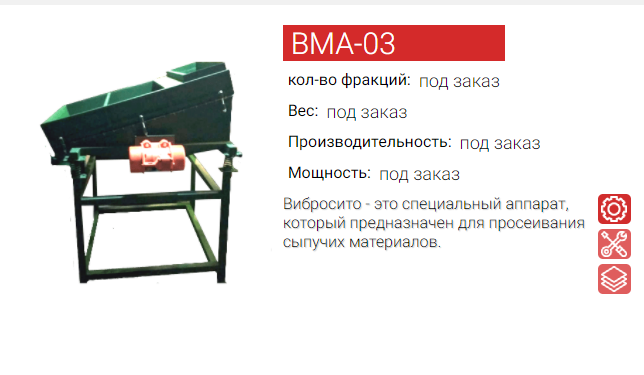 ВМА-03
кол-во фракций: под заказ
Вес: под заказ
Производительность: под заказ
Мощность: под заказ
Вибросито - это специальный аппарат,
который предназначен для просеивания
сыпучих материалов.